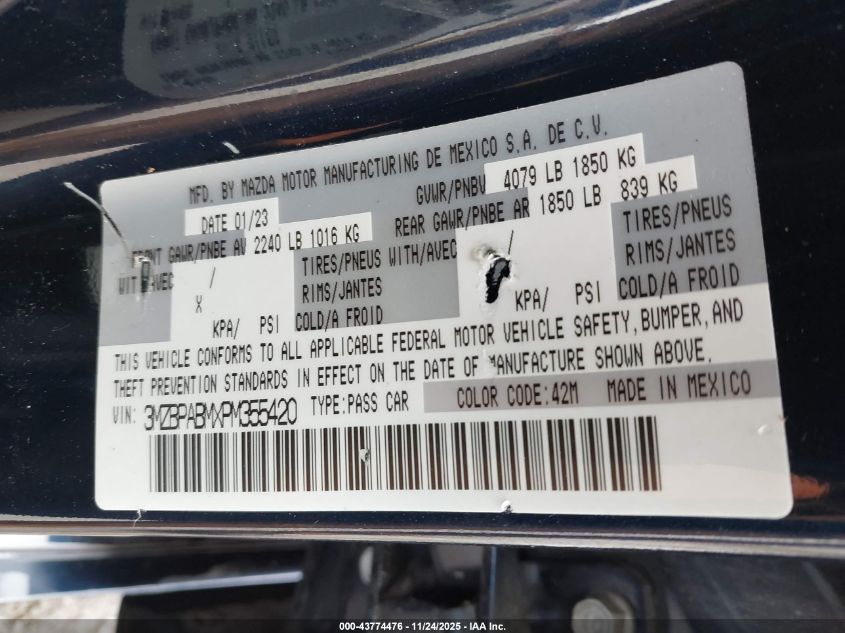 MFD. BY MAZDA MOTOR MANUFACTURING DE MEXICO S.A. DE C.V.
DATE 01/23 GVWR/PNBV 4079 LB 1850 KG
FRONT GAWR/PNBE AV 2240 LB 1016 KG REAR GAWR/PNBE AR 1850 LB 839 KG
WITH/AVEC / TIRES/PNEUS WITH/AVEC / TIRES/PNEUS
X RIMS/JANTES RIMS/JANTES
KPA/ PSI COLD/A FROID KPA/ PSI COLD/A FROID
THIS VEHICLE CONFORMS TO ALL APPLICABLE FEDERAL MOTOR VEHICLE SAFETY, BUMPER, AND
THEFT PREVENTION STANDARDS IN EFFECT ON THE DATE OF MANUFACTURE SHOWN ABOVE.
VIN: 3MZBPABMXPM355420 TYPE:PASS CAR COLOR CODE:42M MADE IN MEXICO
000-43774476 - 11/24/2025 - IAA Inc.